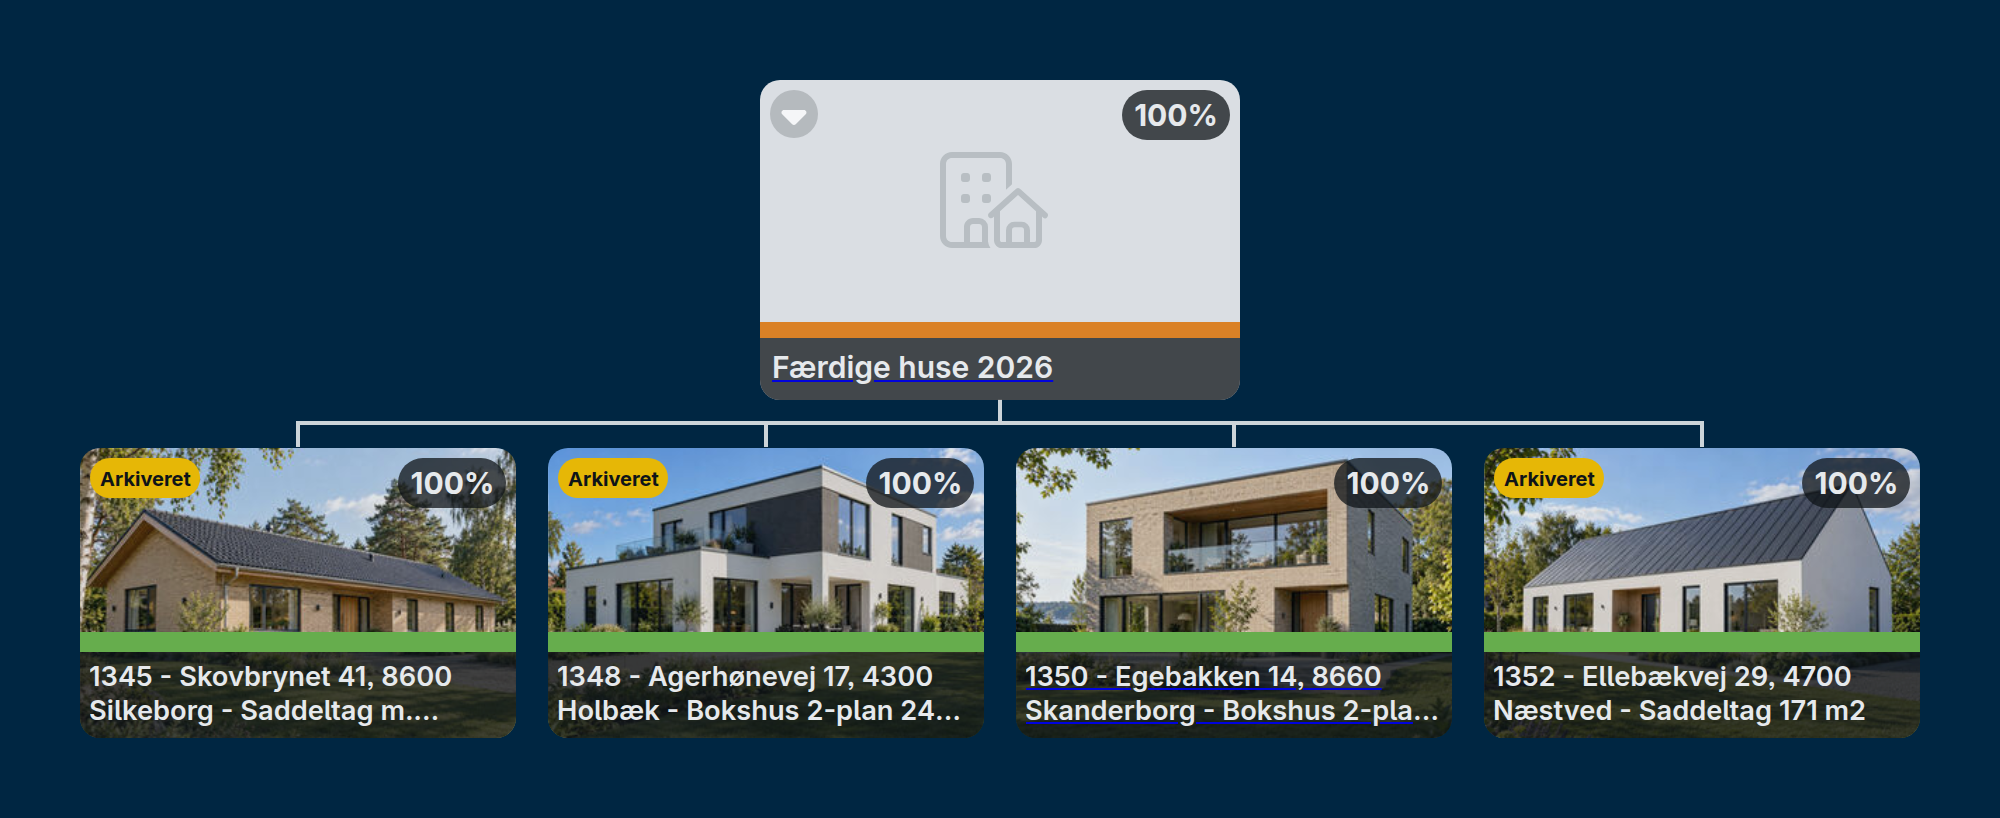 100%
Færdige huse 2026
Arkiveret
100%
1345 - Skovbrynet 41, 8600
Silkeborg - Saddeltag m....
Arkiveret
100%
1348 - Agerhønevej 17, 4300
Holbæk - Bokshus 2-plan 24...
100%
1350 - Egebakken 14, 8660
Skanderborg - Bokshus 2-pla...
Arkiveret
100%
1352 - Ellebækvej 29, 4700
Næstved - Saddeltag 171 m2